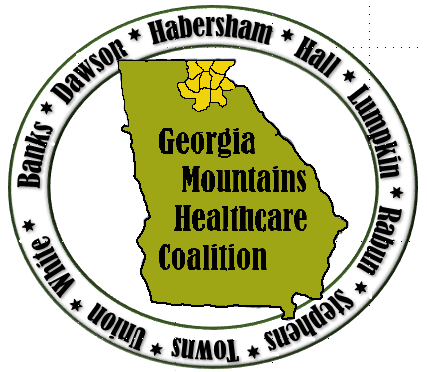 Banks * Dawson * Habersham * Hall * Lumpkin * Rabun * Stephens * Towns * Union * White *
Georgia
Mountains
Healthcare
Coalition